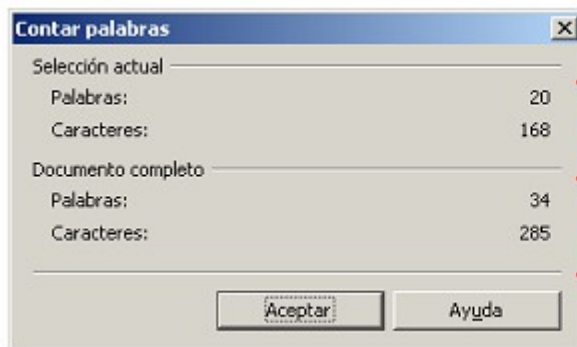 Contar palabras
Selección actual
Palabras: 20
Caracteres: 168
Documento completo
Palabras: 34
Caracteres: 285
Aceptar Ayuda